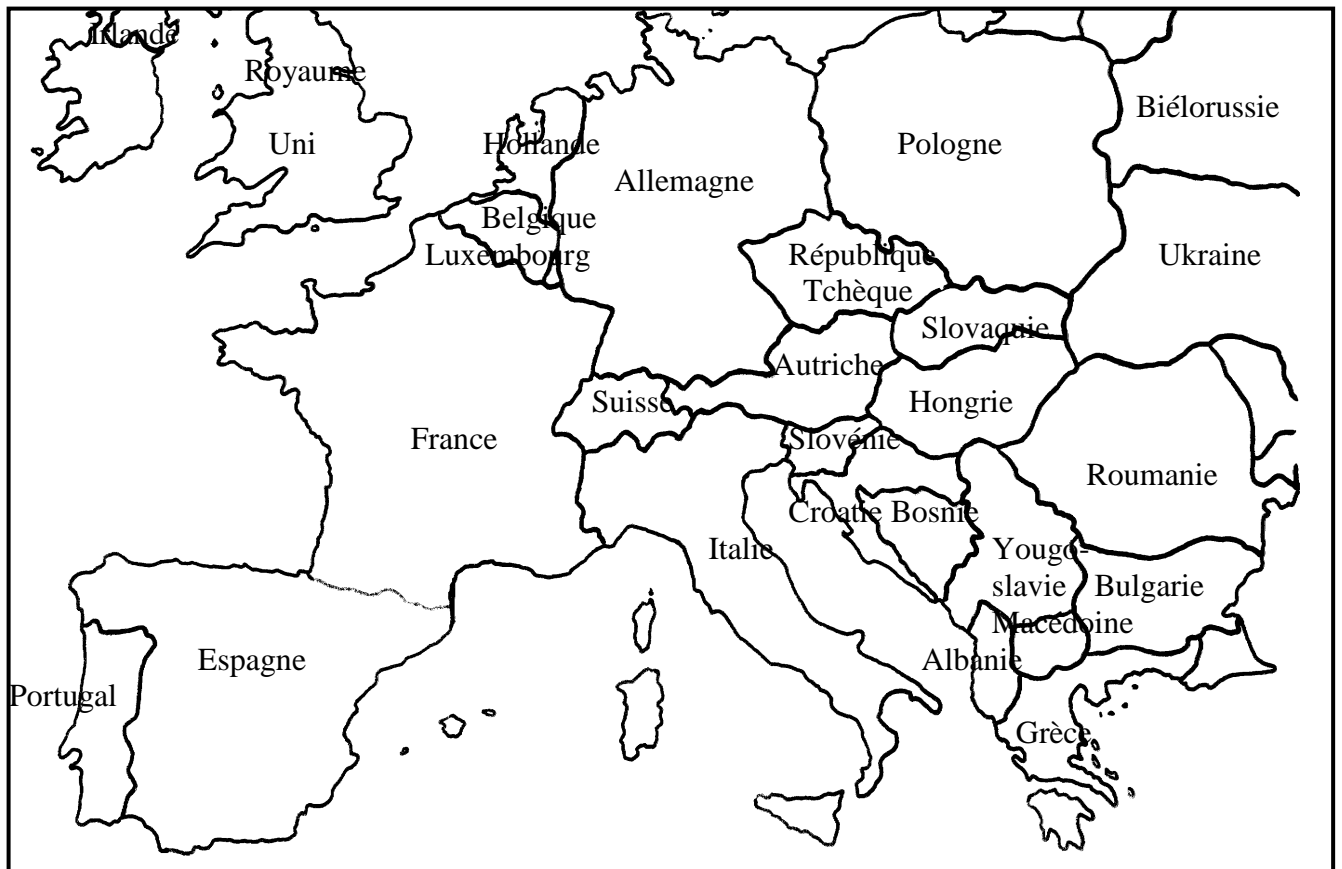 Irlande
Royaume
Uni
Biélorussie
Hollande
Pologne
Allemagne
Belgique
Luxembourg
République
Tchèque
Ukraine
Slovaquie
Autriche
Suisse
Hongrie
France
Slovénie
Roumanie
Croatie
Bosnie
Italie
Yougo-
slavie
Bulgarie
Macédoine
Espagne
Albanie
Portugal
Grèce